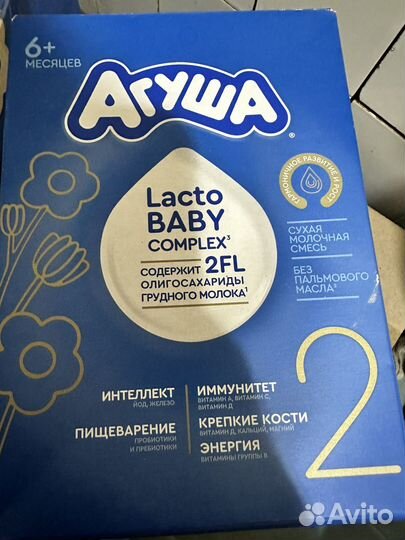 6+
МЕСЯЦЕВ
АГУША
®
ГАРМОНИЧНОЕ РАЗВИТИЕ И РОСТ
Lacto
BABY
COMPLEX³
СОДЕРЖИТ 2FL
ОЛИГОСАХАРИДЫ
ГРУДНОГО МОЛОКА¹
СУХАЯ
МОЛОЧНАЯ
СМЕСЬ
БЕЗ
ПАЛЬМОВОГО
МАСЛА¹
2
ИНТЕЛЛЕКТ
ЙОД, ЖЕЛЕЗО
ПИЩЕВАРЕНИЕ
ПРОБИОТИКИ
И ПРЕБИОТИКИ
ИММУНИТЕТ
ВИТАМИН А, ВИТАМИН С,
ВИТАМИН Д
КРЕПКИЕ КОСТИ
ВИТАМИН Д, КАЛЬЦИЙ, МАГНИЙ
ЭНЕРГИЯ
ВИТАМИНЫ ГРУППЫ В
Avito